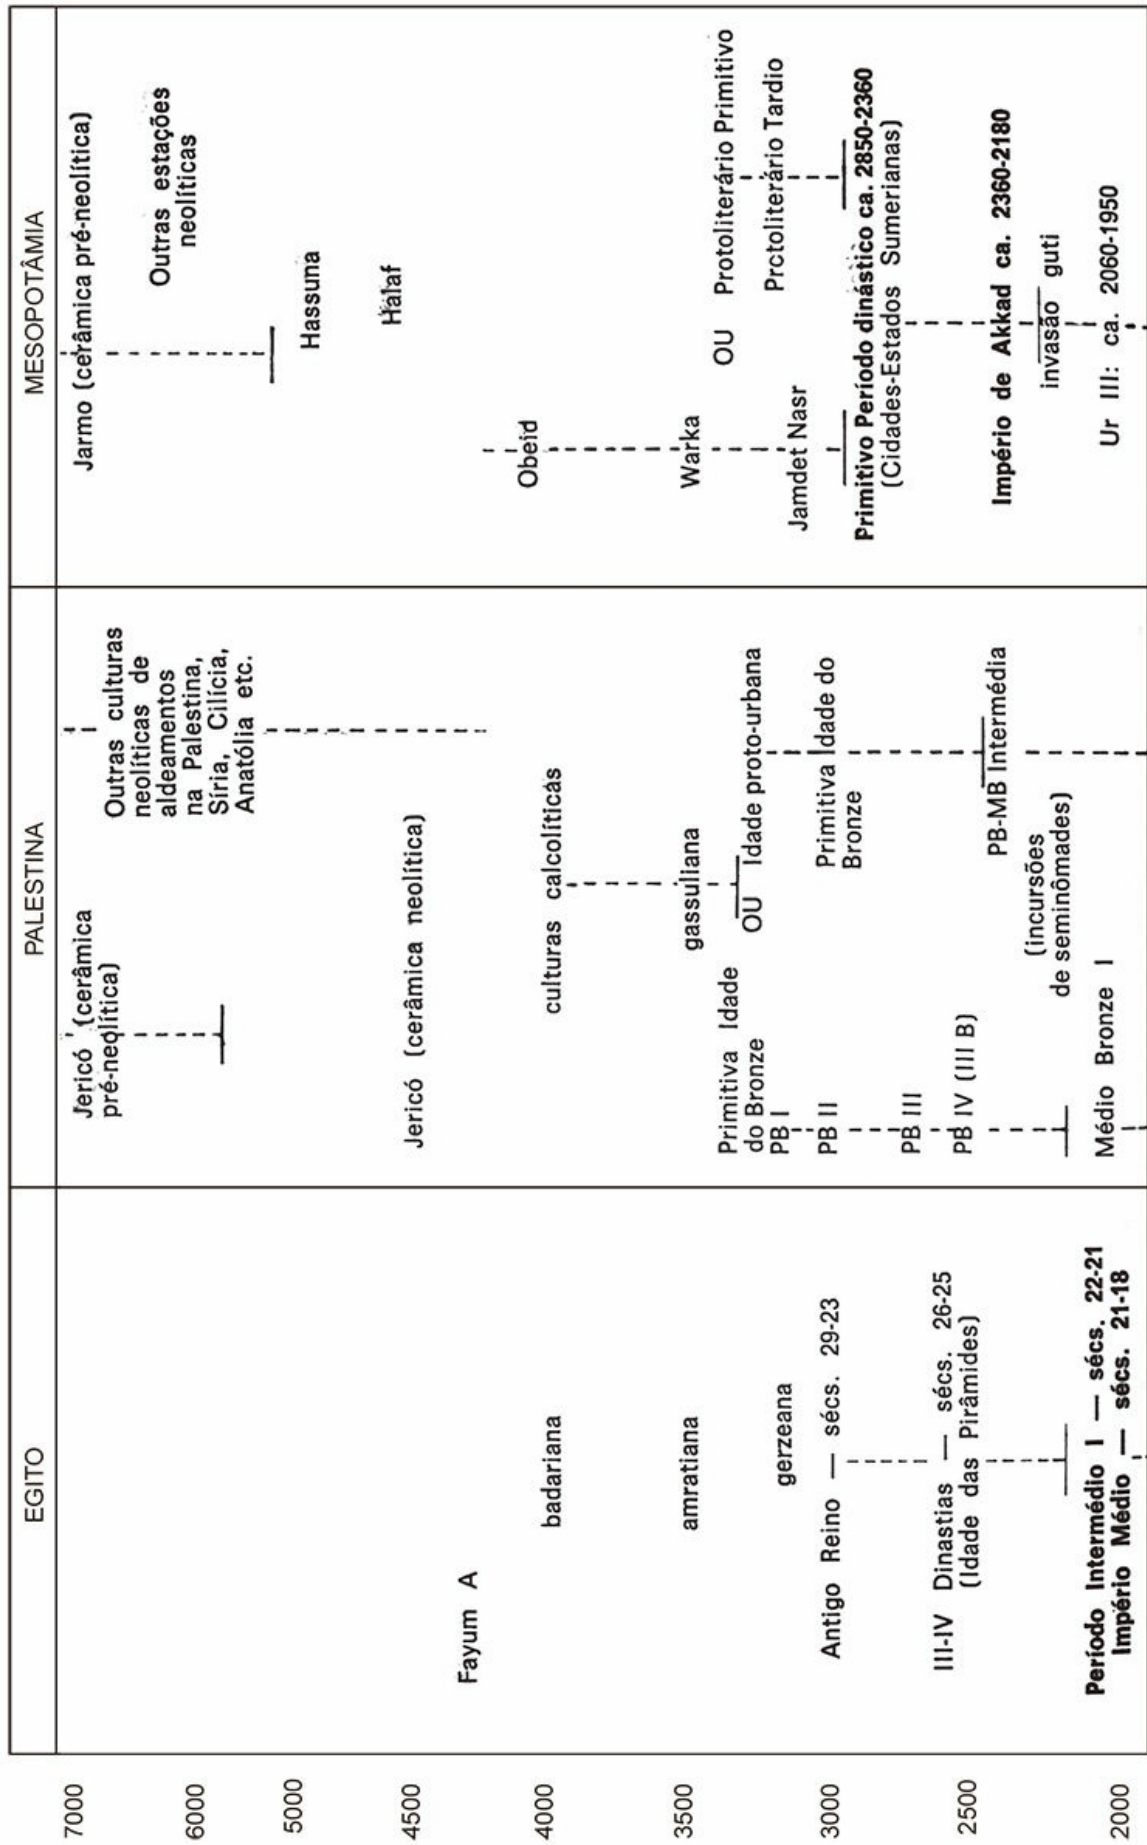 EGITO
PALESTINA
MESOPOTÂMIA
7000
6000
5000
4500
4000
3500
3000
2500
2000
Fayum A
badariana
amratiana
gerzeana
Antigo Reino — sécs. 29-23
III-IV Dinastias — sécs. 26-25
(Idade das Pirâmides)
Período Intermédio I — sécs. 22-21
Império Médio — sécs. 21-18
Jericó (cerâmica
pré-neolítica)
Outras culturas
neolíticas de
aldeamentos
na Palestina,
Síria, Cilícia,
Anatólia etc.
Jericó (cerâmica neolítica)
culturas calcolíticás
gassuliana
Primitiva Idade
do Bronze
PB I
PB II
PB III
PB IV (III B)
OU Idade proto-urbana
Primitiva Idade do
Bronze
PB-MB Intermédia
(incursões
de seminômades)
Médio Bronze I
Jarmo (cerâmica pré-neolítica)
Outras estações
neolíticas
Hassuna
Halaf
Obeid
Warka
Jamdet Nasr
OU Protoliterário Primitivo
Prctoliterário Tardio
Primitivo Período dinástico ca. 2850-2360
(Cidades-Estados Sumerianas)
Império de Akkad ca. 2360-2180
invasão guti
Ur III: ca. 2060-1950